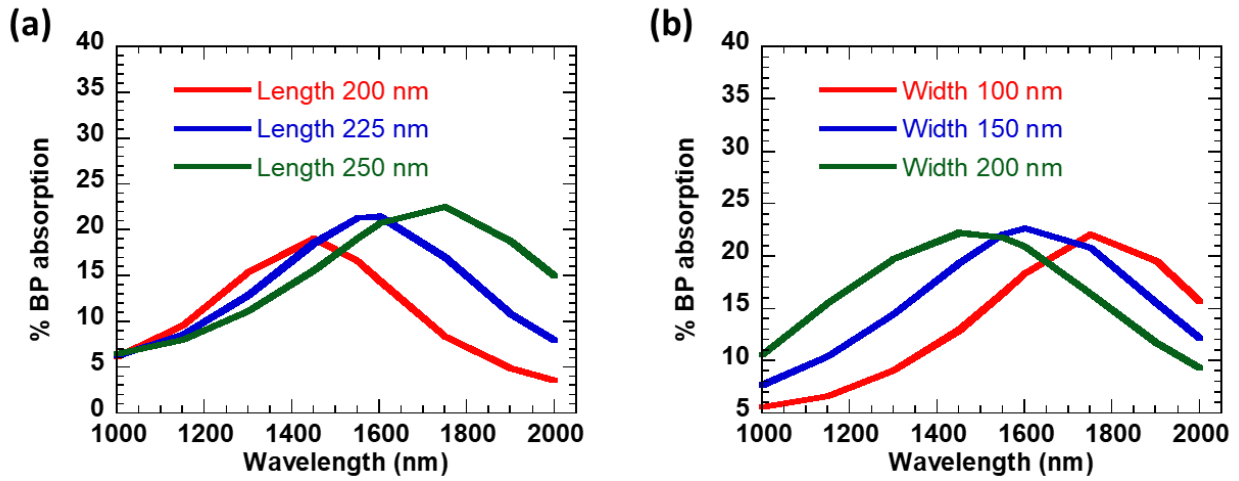 (a)
% BP absorption
40
35
30
25
20
15
10
5
0
Length 200 nm
Length 225 nm
Length 250 nm
1000 1200 1400 1600 1800 2000
Wavelength (nm)
(b)
% BP absorption
40
35
30
25
20
15
10
5
Width 100 nm
Width 150 nm
Width 200 nm
1000 1200 1400 1600 1800 2000
Wavelength (nm)